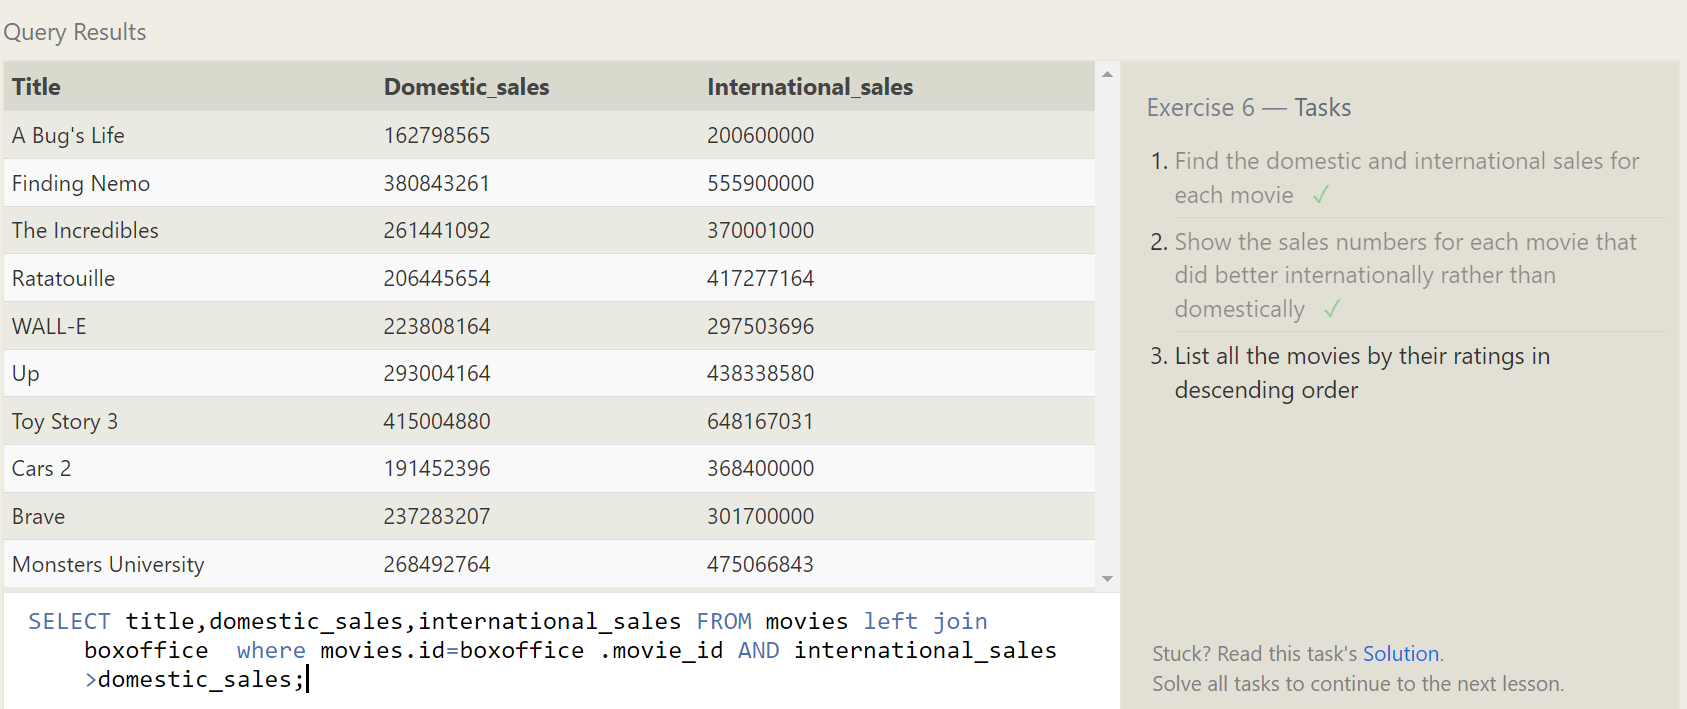 Query Results
Title Domestic_sales International_sales
A Bug's Life 162798565 200600000
Finding Nemo 380843261 555900000
The Incredibles 261441092 370001000
Ratatouille 206445654 417277164
WALL-E 223808164 297503696
Up 293004164 438338580
Toy Story 3 415004880 648167031
Cars 2 191452396 368400000
Brave 237283207 301700000
Monsters University 268492764 475066843
SELECT title,domestic_sales,international_sales FROM movies left join
boxoffice  where movies.id=boxoffice .movie_id AND international_sales
>domestic_sales;
Exercise 6 — Tasks
1. Find the domestic and international sales for
each movie ✓
2. Show the sales numbers for each movie that
did better internationally rather than
domestically ✓
3. List all the movies by their ratings in
descending order
Stuck? Read this task's Solution.
Solve all tasks to continue to the next lesson.